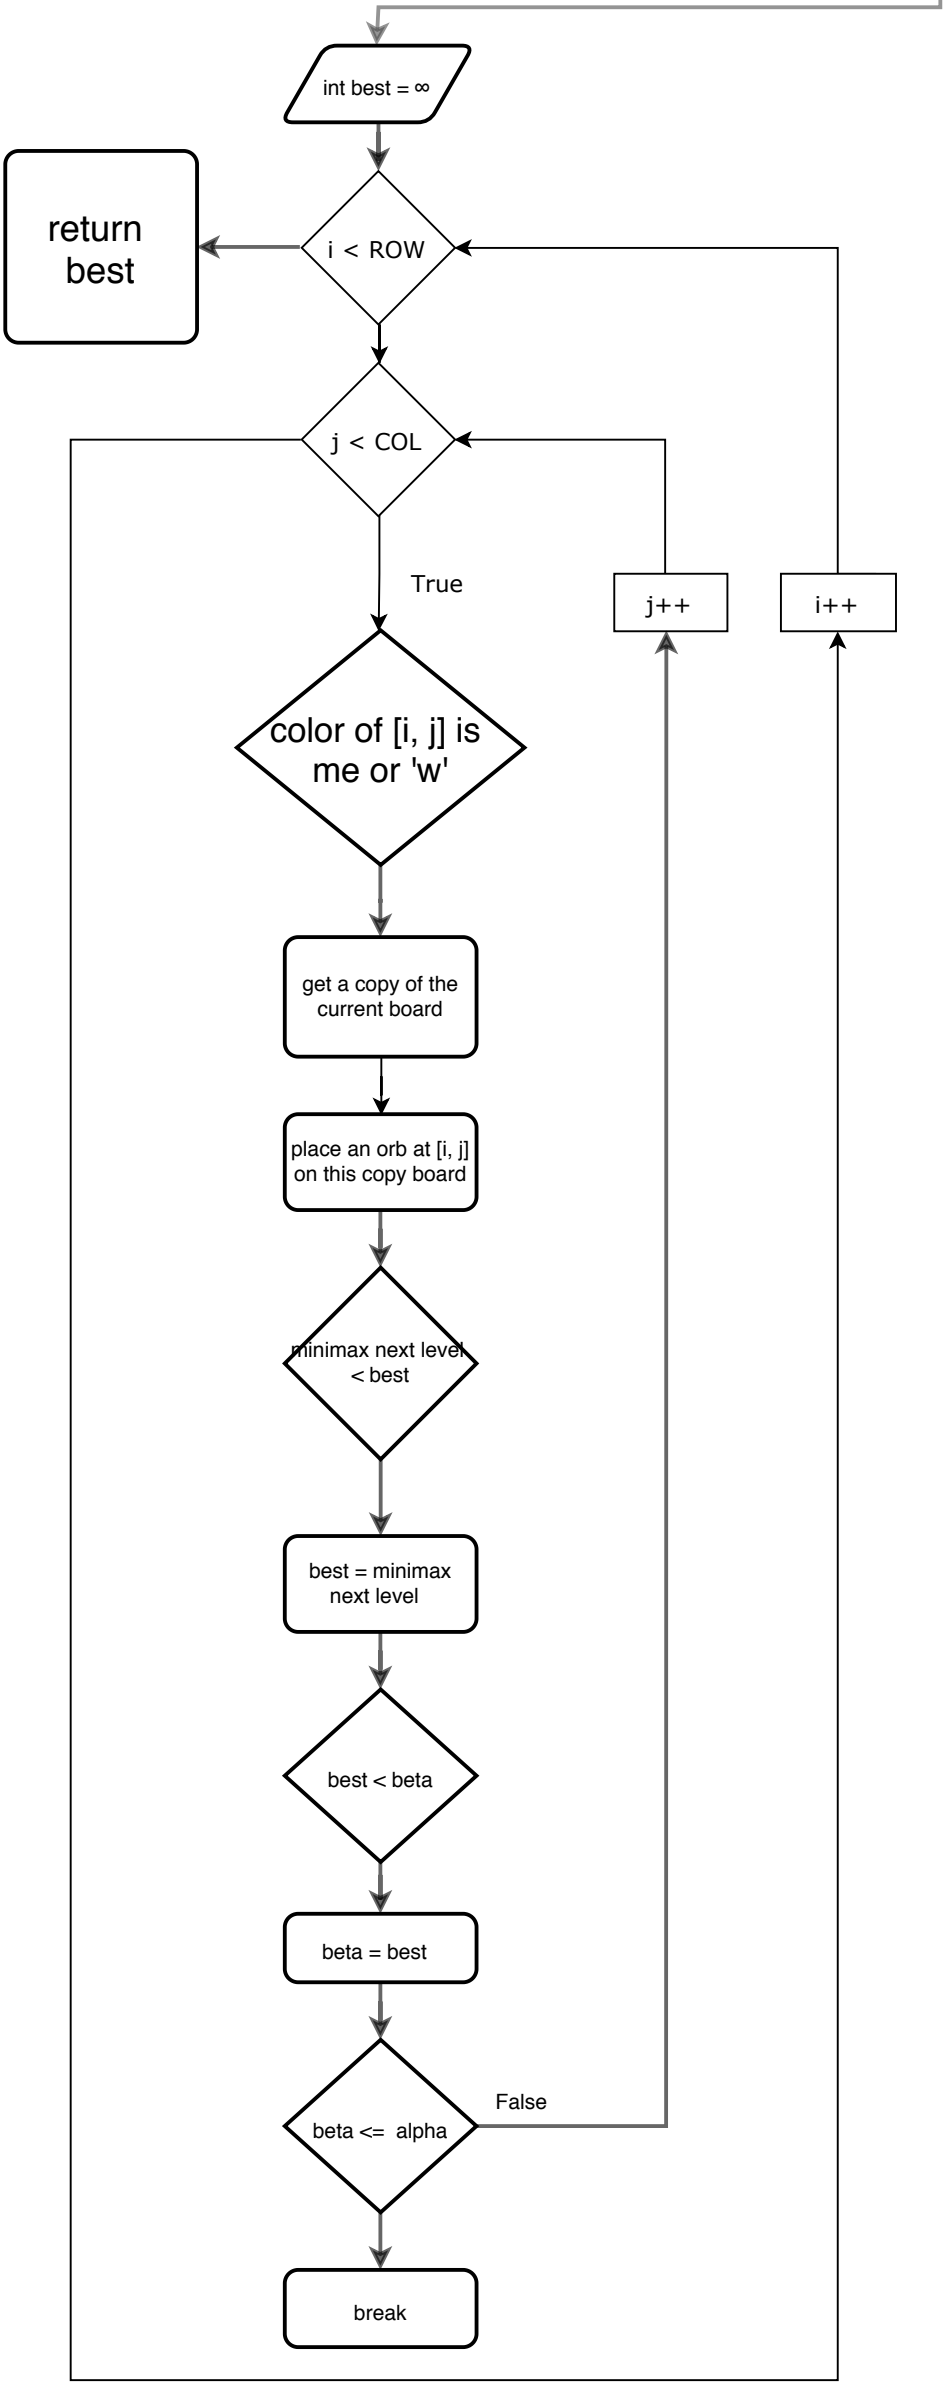 int best = ∞
return
best
i < ROW
j < COL
True
j++
i++
color of [i, j] is
me or 'w'
get a copy of the
current board
place an orb at [i, j]
on this copy board
minimax next level
< best
best = minimax
next level
best < beta
beta = best
False
beta <= alpha
break